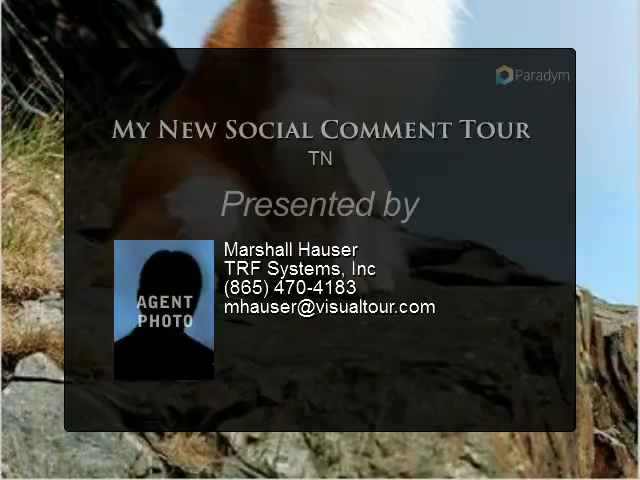 Paradym
My New Social Comment Tour
TN
Presented by
Marshall Hauser
TRF Systems, Inc
(865) 470-4183
mhauser@visualtour.com
AGENT
PHOTO